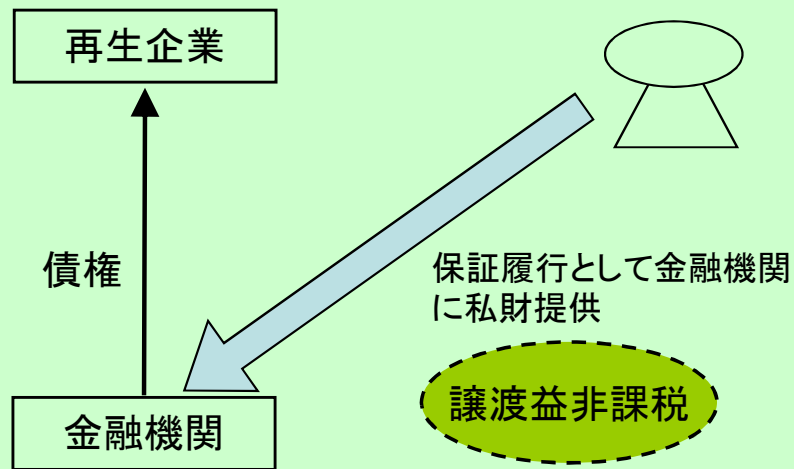 再生企業
債権
保証履行として金融機関
に私財提供
譲渡益非課税
金融機関